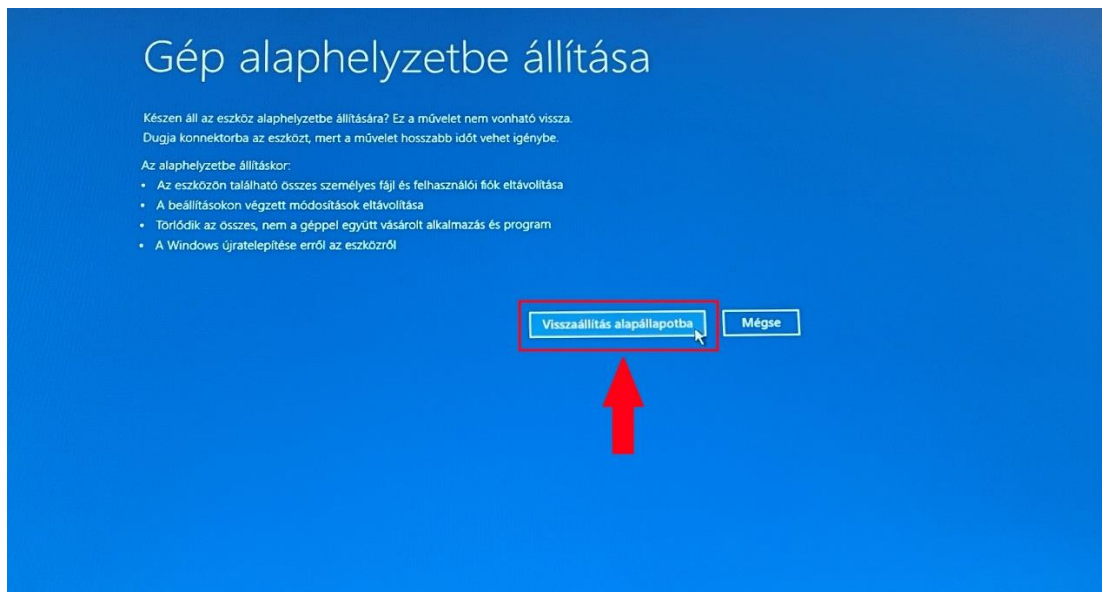 Gép alaphelyzetbe állítása
Készen áll az eszköz alaphelyzetbe állítására? Ez a művelet nem vonható vissza.
Dugja konnektorba az eszközt, mert a művelet hosszabb időt vehet igénybe.
Az alaphelyzetbe állításkor:
• Az eszközön található összes személyes fájl és felhasználói fiók eltávolítása
• A beállításokon végzett módosítások eltávolítása
• Törlődik az összes, nem a géppel együtt vásárolt alkalmazás és program
• A Windows újratelepítése erről az eszközről
Visszaállítás alapállapotba Mégse